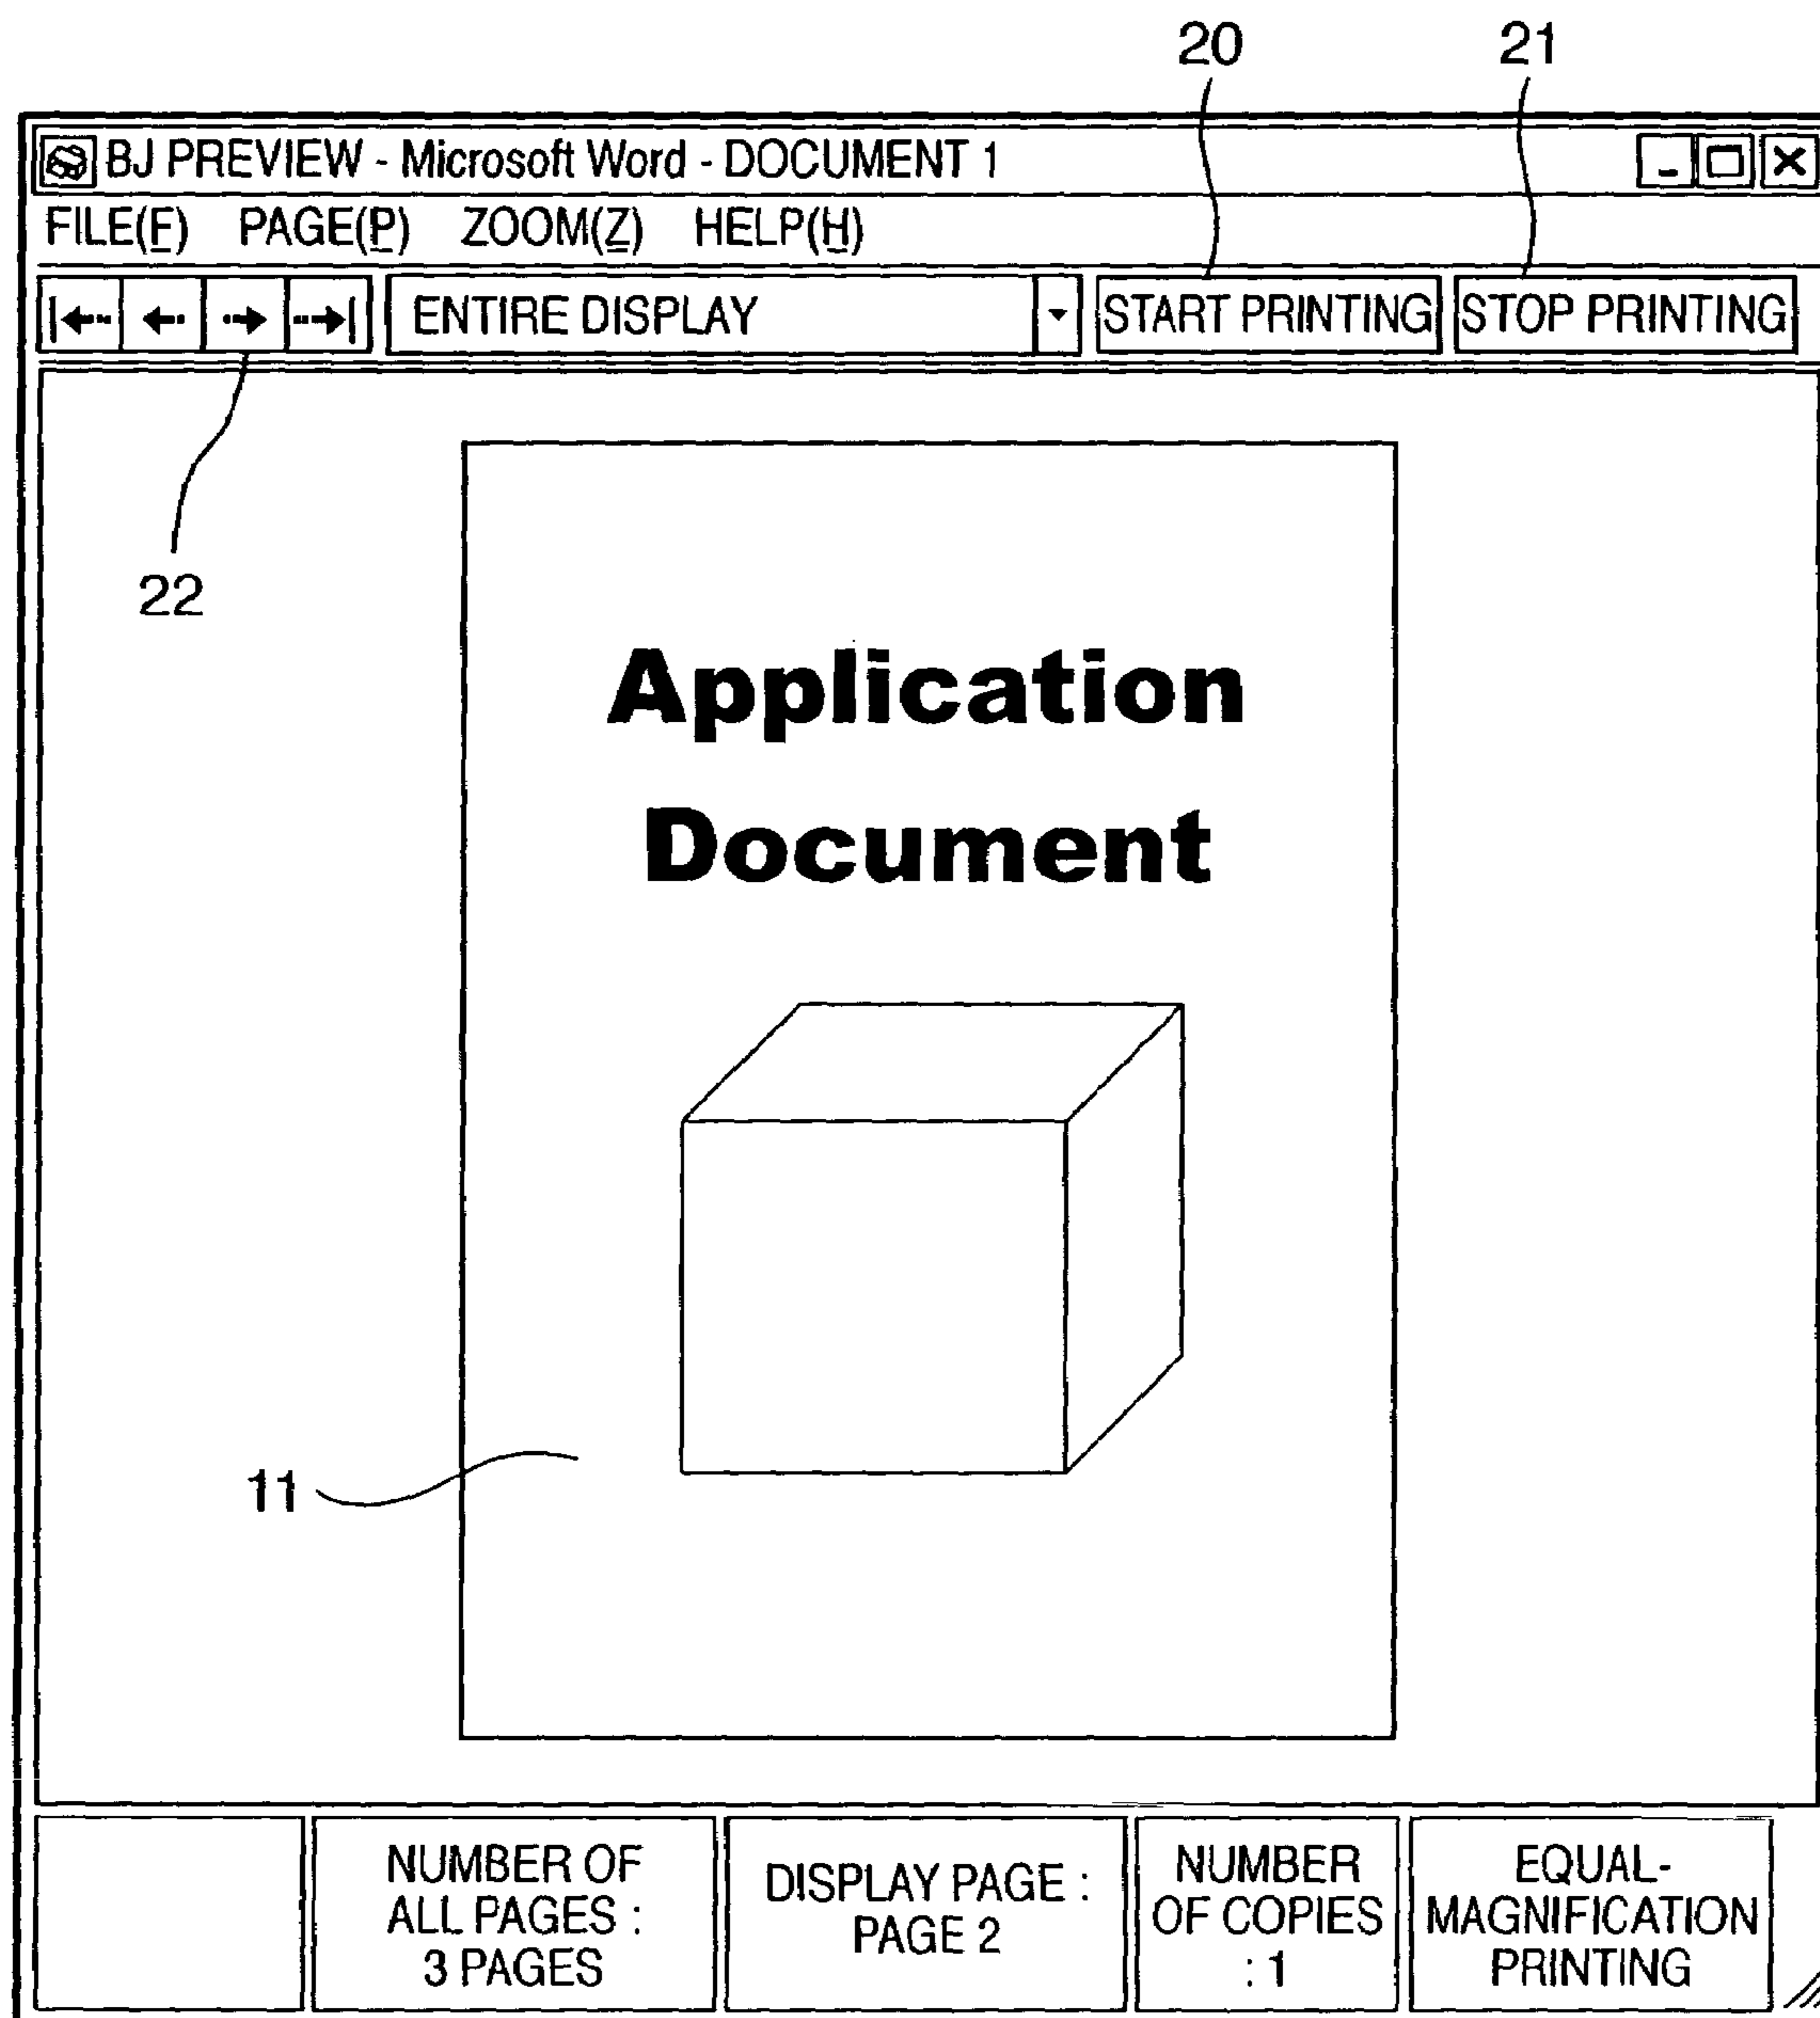 20 21
BJ PREVIEW - Microsoft Word - DOCUMENT 1
FILE(F) PAGE(P) ZOOM(Z) HELP(H)
ENTIRE DISPLAY START PRINTING STOP PRINTING
22
Application
Document
11
NUMBER OF
ALL PAGES :
3 PAGES
DISPLAY PAGE :
PAGE 2
NUMBER
OF COPIES
: 1
EQUAL-
MAGNIFICATION
PRINTING